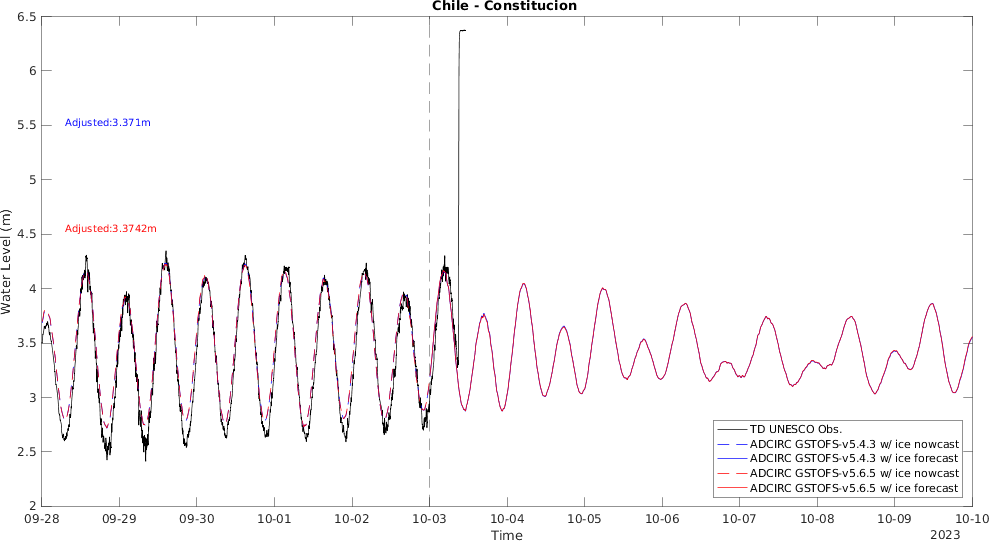 Chile - Constitucion
6.5
6
5.5
5
4.5
4
3.5
3
2.5
2
Water Level (m)
Adjusted:3.371m
Adjusted:3.3742m
TD UNESCO Obs.
ADCIRC GSTOFS-v5.4.3 w/ ice nowcast
ADCIRC GSTOFS-v5.4.3 w/ ice forecast
ADCIRC GSTOFS-v5.6.5 w/ ice nowcast
ADCIRC GSTOFS-v5.6.5 w/ ice forecast
09-28 09-29 09-30 10-01 10-02 10-03 10-04 10-05 10-06 10-07 10-08 10-09 10-10
Time
2023